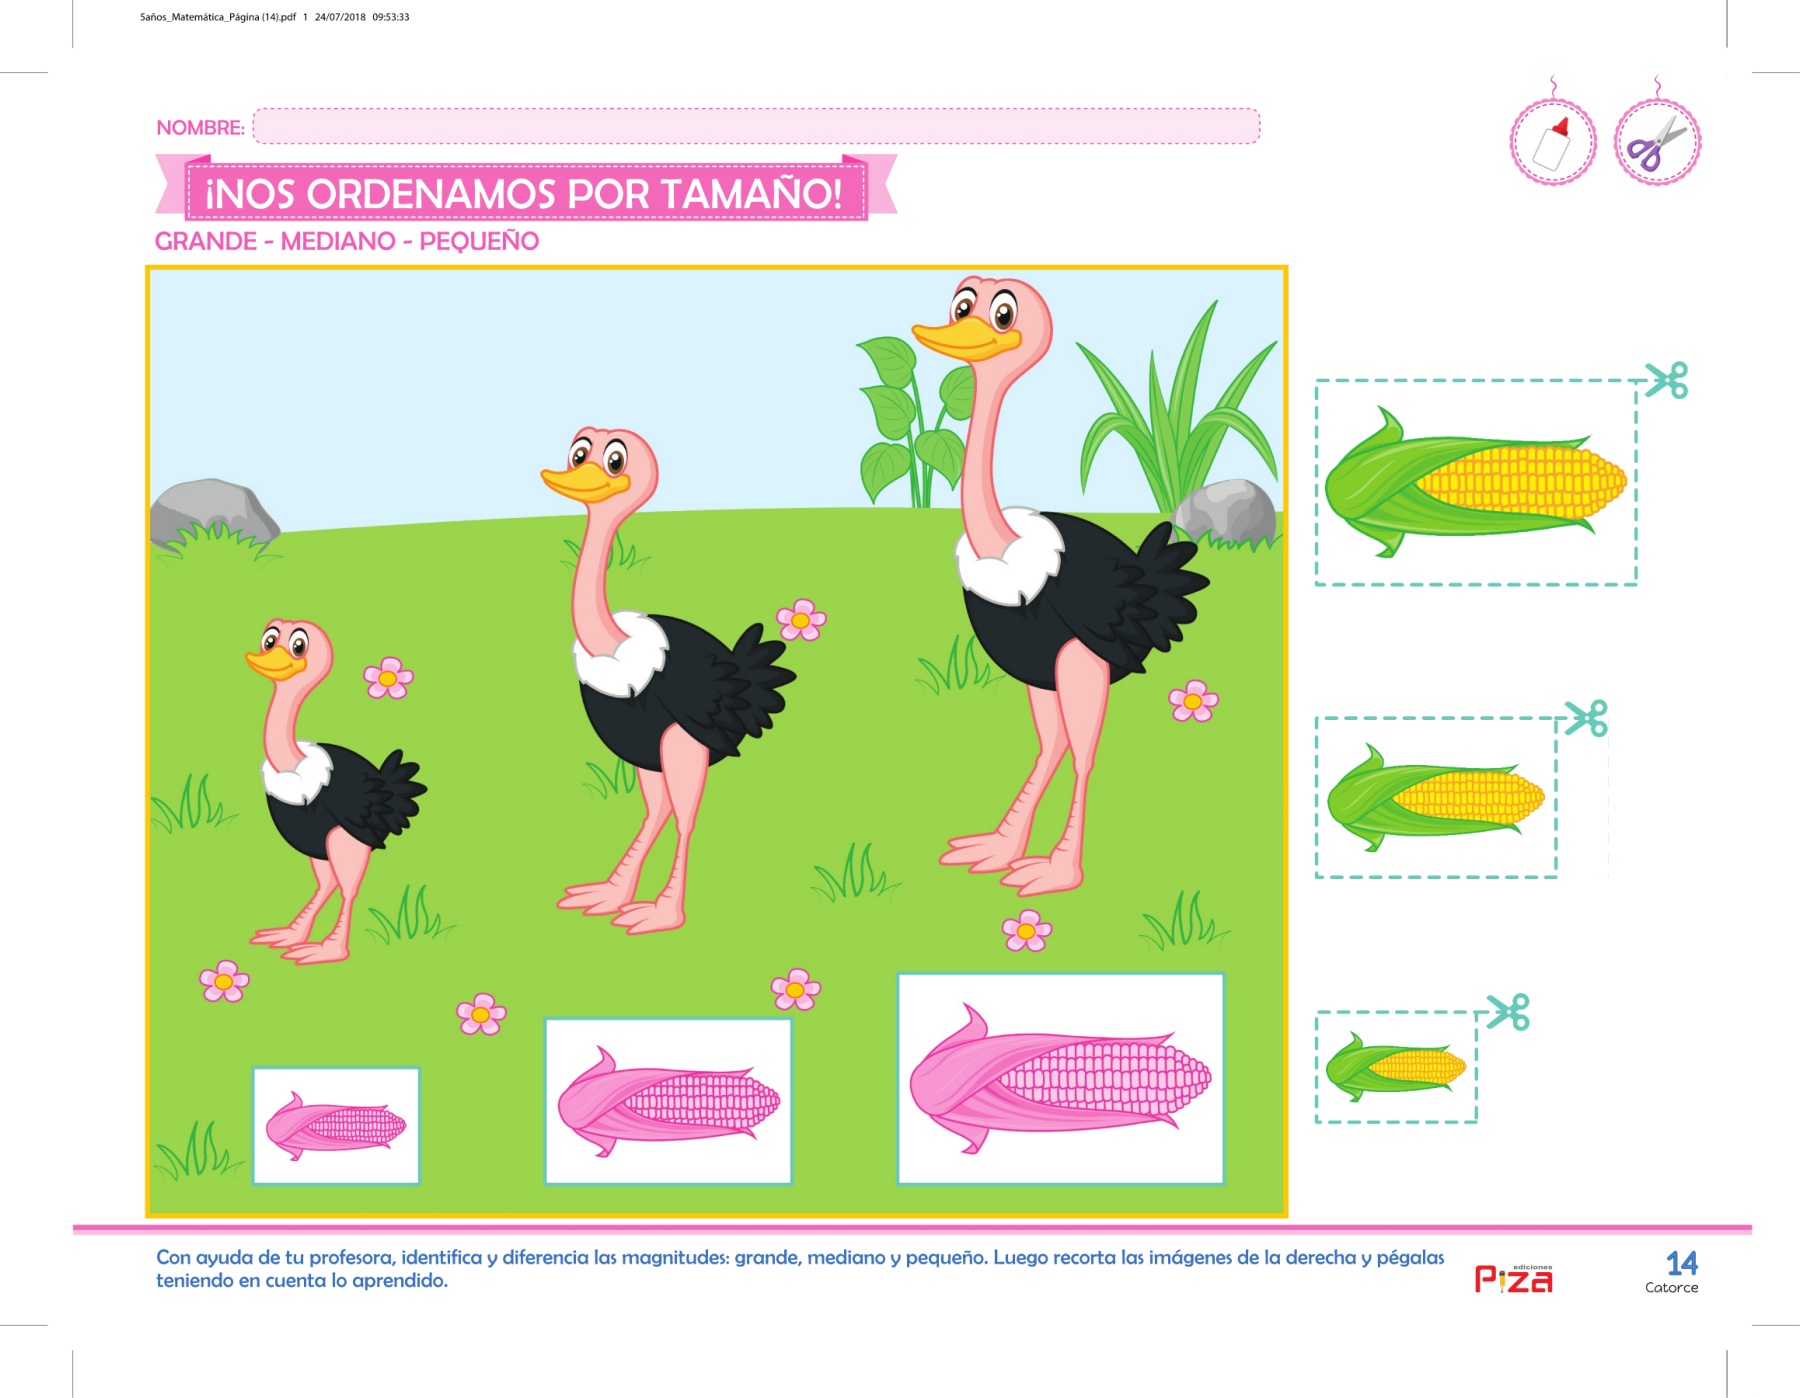 5años_Matemática_Página (14).pdf 1 24/07/2018 09:53:33
NOMBRE:
¡NOS ORDENAMOS POR TAMAÑO!
GRANDE - MEDIANO - PEQUEÑO
Con ayuda de tu profesora, identifica y diferencia las magnitudes: grande, mediano y pequeño. Luego recorta las imágenes de la derecha y pégalas
teniendo en cuenta lo aprendido.
ediciones
Piza
14
Catorce